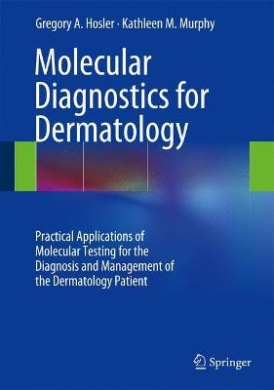 Gregory A. Hosler · Kathleen M. Murphy
Molecular
Diagnostics for
Dermatology
Practical Applications of
Molecular Testing for the
Diagnosis and Management of
the Dermatology Patient
Springer